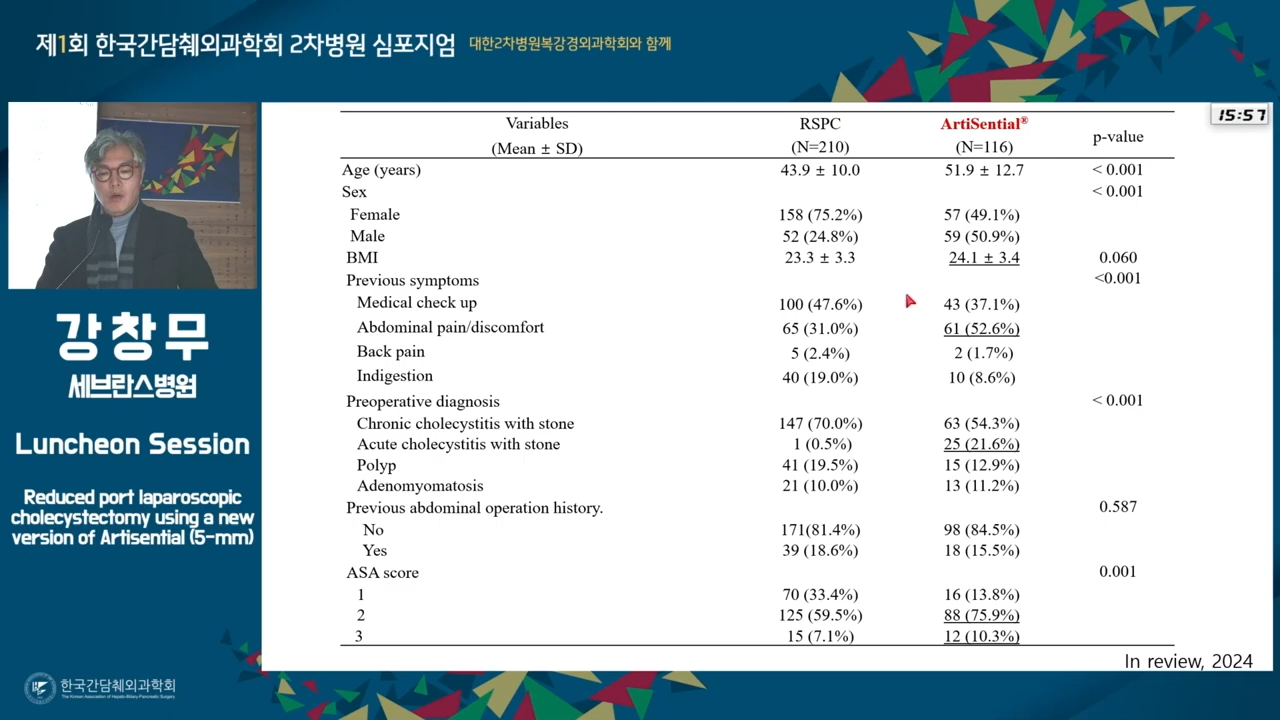 제1회 한국간담췌외과학회 2차병원 심포지엄 대한2차병원복강경외과학회와 함께
15:57
Variables RSPC ArtiSential® p-value
(Mean ± SD) (N=210) (N=116)
Age (years) 43.9 ± 10.0 51.9 ± 12.7 < 0.001
Sex < 0.001
Female 158 (75.2%) 57 (49.1%)
Male 52 (24.8%) 59 (50.9%)
BMI 23.3 ± 3.3 24.1 ± 3.4 0.060
Previous symptoms <0.001
Medical check up 100 (47.6%) 43 (37.1%)
Abdominal pain/discomfort 65 (31.0%) 61 (52.6%)
Back pain 5 (2.4%) 2 (1.7%)
Indigestion 40 (19.0%) 10 (8.6%)
Preoperative diagnosis < 0.001
Chronic cholecystitis with stone 147 (70.0%) 63 (54.3%)
Acute cholecystitis with stone 1 (0.5%) 25 (21.6%)
Polyp 41 (19.5%) 15 (12.9%)
Adenomyomatosis 21 (10.0%) 13 (11.2%)
Previous abdominal operation history. 0.587
No 171(81.4%) 98 (84.5%)
Yes 39 (18.6%) 18 (15.5%)
ASA score 0.001
1 70 (33.4%) 16 (13.8%)
2 125 (59.5%) 88 (75.9%)
3 15 (7.1%) 12 (10.3%)
In review, 2024
강창무
세브란스병원
Luncheon Session
Reduced port laparoscopic
cholecystectomy using a new
version of Artisential (5-mm)
한국간담췌외과학회
The Korean Association of Hepato-Biliary-Pancreatic Surgery